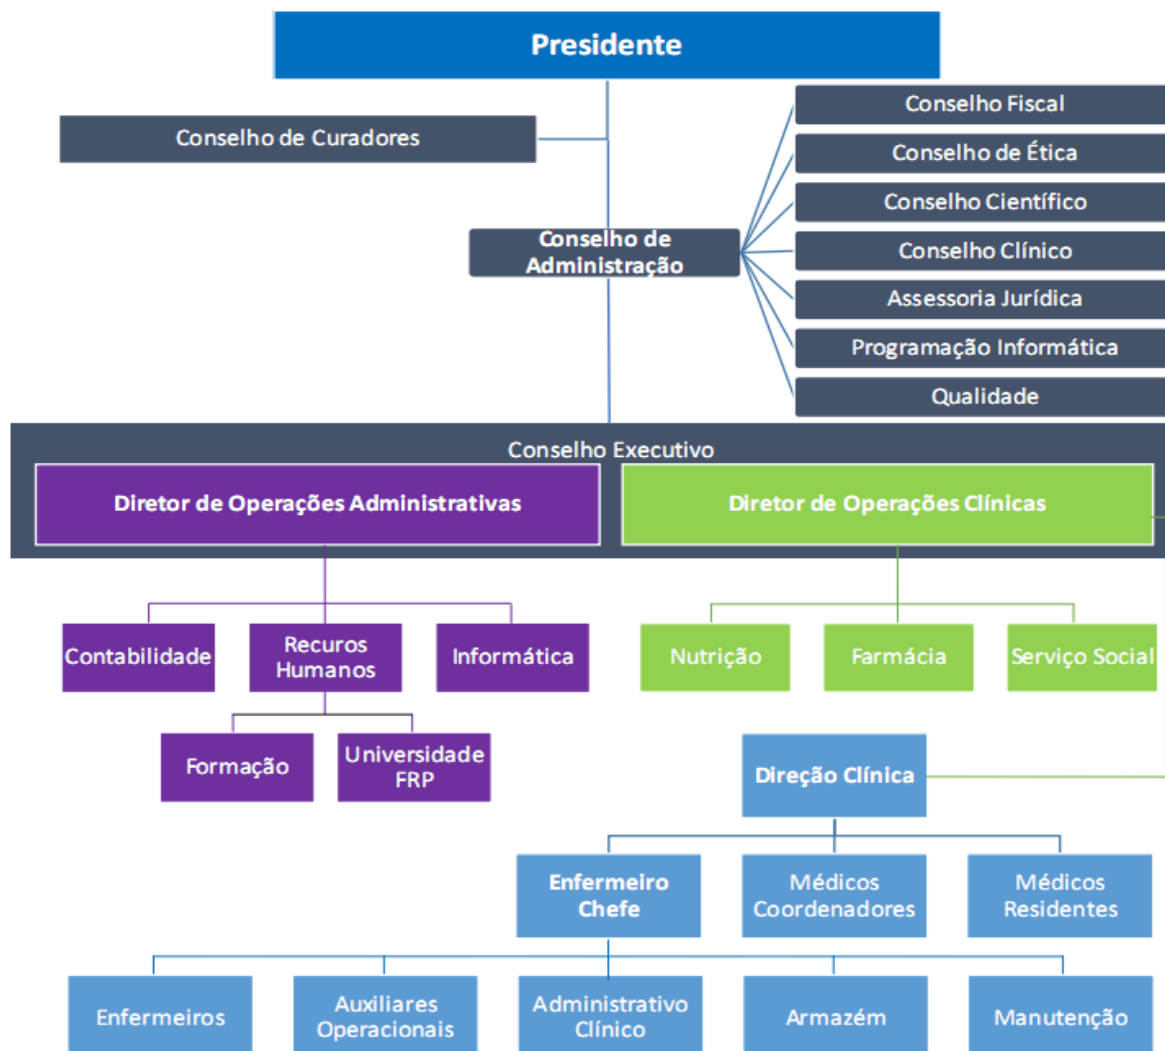 Presidente
Conselho de Curadores
Conselho Fiscal
Conselho de Ética
Conselho Científico
Conselho de
Administração
Conselho Clínico
Assessoria Jurídica
Programação Informática
Qualidade
Conselho Executivo
Diretor de Operações Administrativas
Diretor de Operações Clínicas
Contabilidade
Recuros
Humanos
Informática
Nutrição
Farmácia
Serviço Social
Formação
Universidade
FRP
Direção Clínica
Enfermeiro
Chefe
Médicos
Coordenadores
Médicos
Residentes
Enfermeiros
Auxiliares
Operacionais
Administrativo
Clínico
Armazém
Manutenção